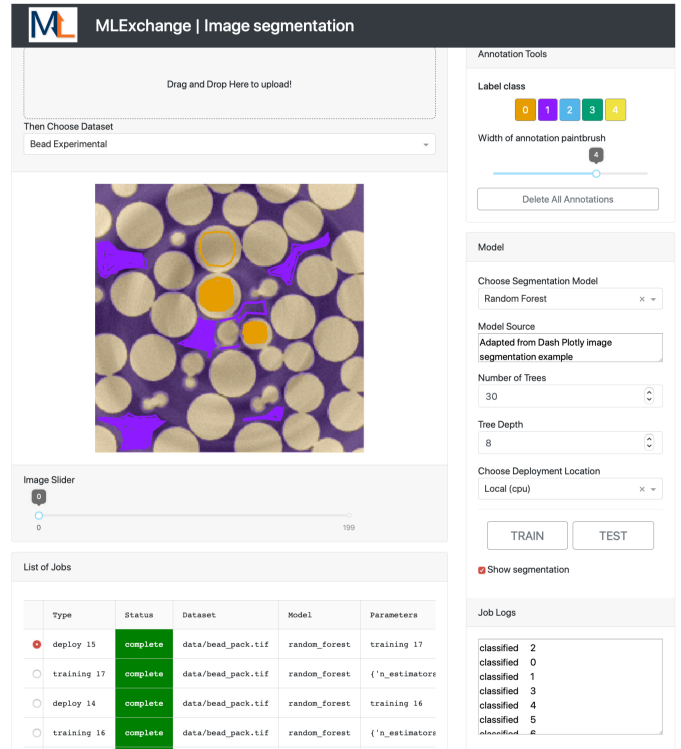 ML
MLExchange | Image segmentation
Drag and Drop Here to upload!
Then Choose Dataset
Bead Experimental
Image Slider
0
0
199
List of Jobs
Type Status Dataset Model Parameters
deploy 15 complete data/bead_pack.tif random_forest training 17
training 17 complete data/bead_pack.tif random_forest {'n_estimators
deploy 14 complete data/bead_pack.tif random_forest training 16
training 16 complete data/bead_pack.tif random_forest {'n_estimators
Annotation Tools
Label class
0 1 2 3 4
Width of annotation paintbrush
4
Delete All Annotations
Model
Choose Segmentation Model
Random Forest
Model Source
Adapted from Dash Plotly image
segmentation example
Number of Trees
30
Tree Depth
8
Choose Deployment Location
Local (cpu)
TRAIN TEST
Show segmentation
Job Logs
classified 2
classified 0
classified 1
classified 3
classified 4
classified 5
classified 6